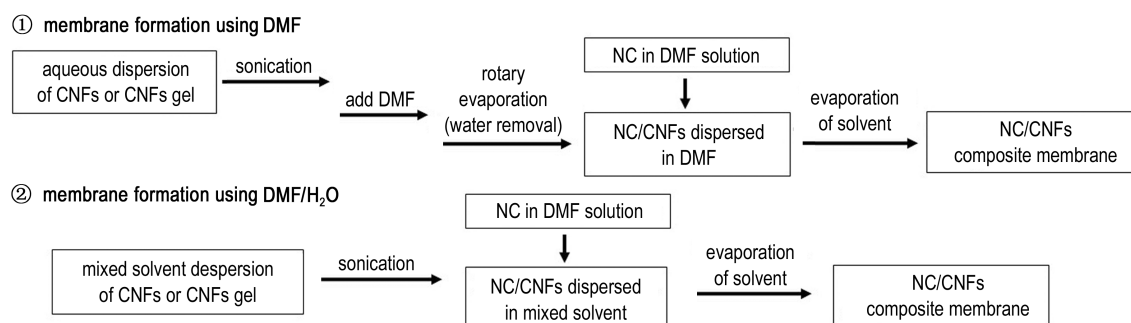 ① membrane formation using DMF
aqueous dispersion
of CNFs or CNFs gel
sonication
add DMF
rotary
evaporation
(water removal)
NC in DMF solution
NC/CNFs dispersed
in DMF
evaporation
of solvent
NC/CNFs
composite membrane
② membrane formation using DMF/H₂O
mixed solvent despersion
of CNFs or CNFs gel
sonication
NC in DMF solution
NC/CNFs dispersed
in mixed solvent
evaporation
of solvent
NC/CNFs
composite membrane